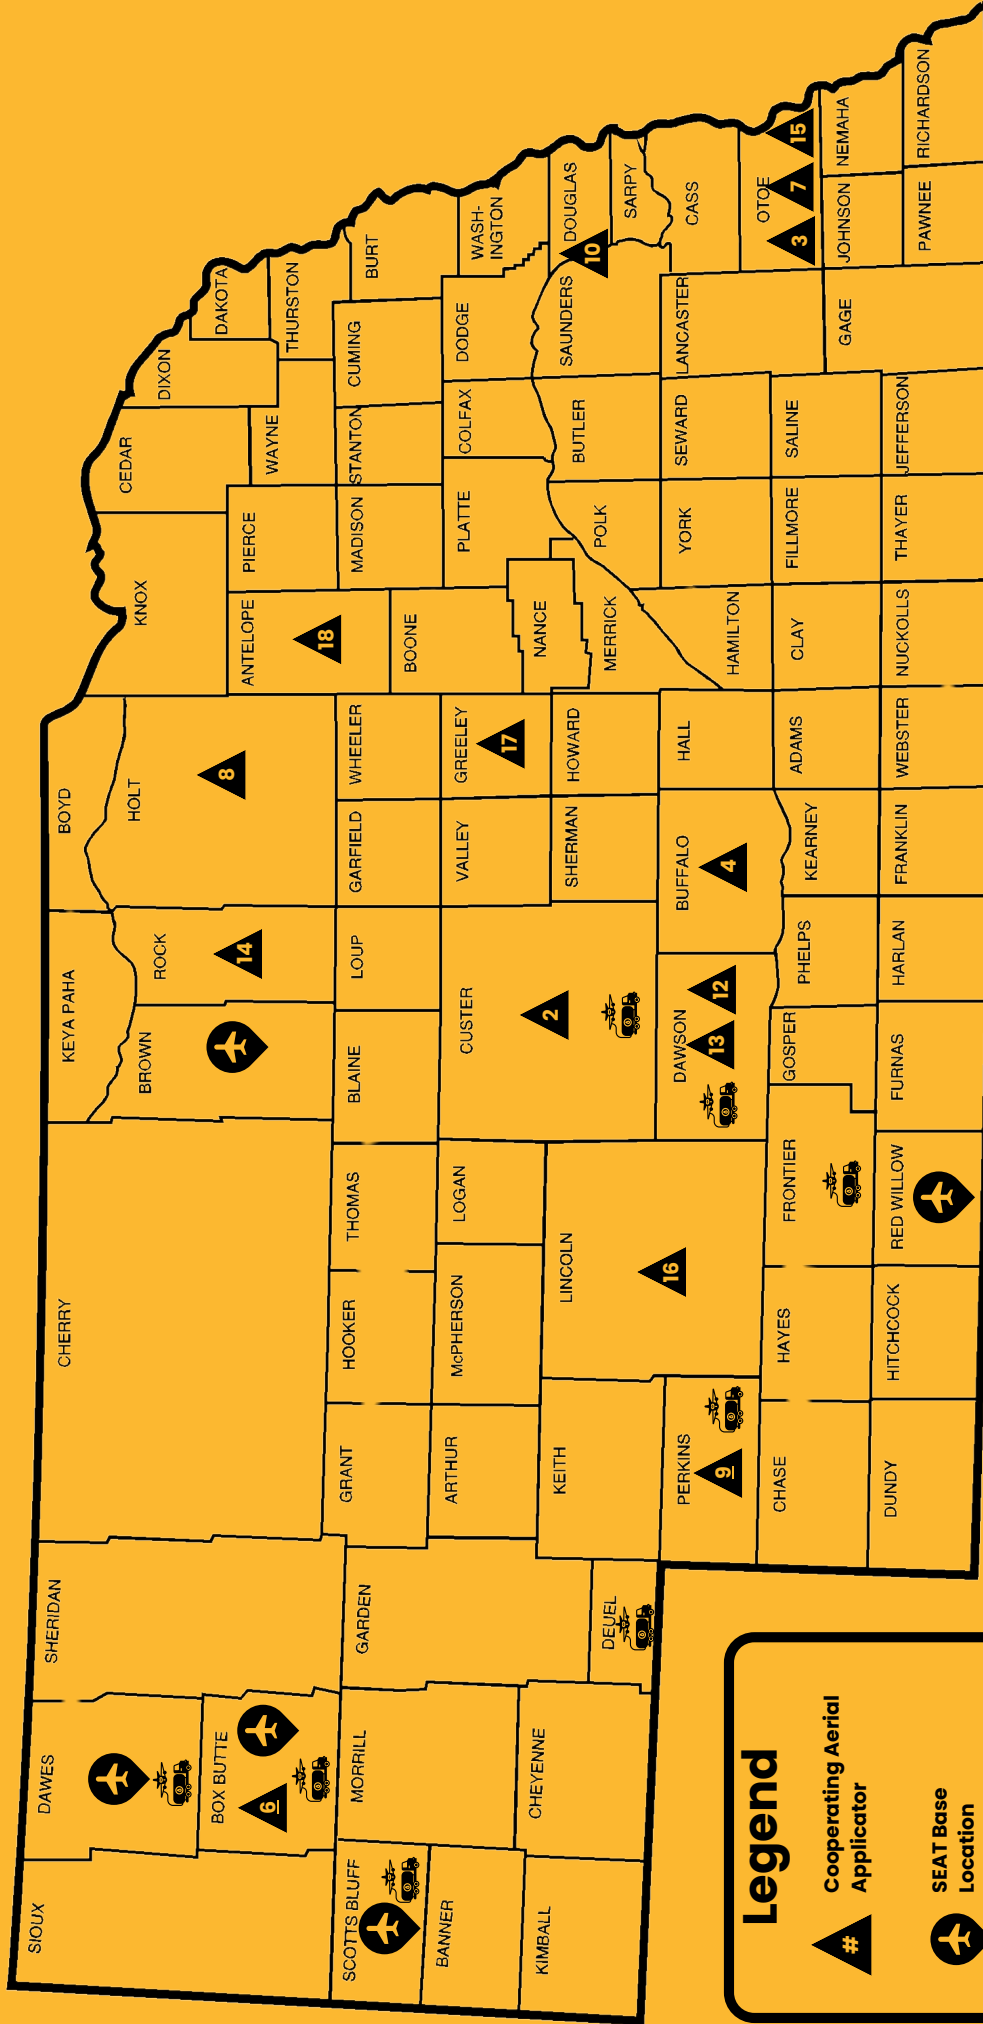 SIOUX
DAWES
SHERIDAN
CHERRY
KEYA PAHA
BOYD
BROWN
ROCK
HOLT
KNOX
CEDAR
DIXON
DAKOTA
BOX BUTTE
6
8
14
ANTELOPE
18
PIERCE
WAYNE
THURSTON
SCOTTS BLUFF
MORRILL
GARDEN
GRANT
HOOKER
THOMAS
BLAINE
LOUP
GARFIELD
WHEELER
BOONE
MADISON
STANTON
CUMING
BURT
BANNER
ARTHUR
McPHERSON
LOGAN
CUSTER
2
VALLEY
GREELEY
17
NANCE
PLATTE
COLFAX
DODGE
WASH-
INGTON
KIMBALL
CHEYENNE
DEUEL
KEITH
LINCOLN
16
SHERMAN
HOWARD
MERRICK
POLK
BUTLER
SAUNDERS
10
DOUGLAS
SARPY
PERKINS
9
DAWSON
13
12
BUFFALO
4
HALL
HAMILTON
YORK
SEWARD
LANCASTER
CASS
CHASE
HAYES
FRONTIER
GOSPER
PHELPS
KEARNEY
ADAMS
CLAY
FILLMORE
SALINE
OTOE
3
7
15
DUNDY
HITCHCOCK
RED WILLOW
FURNAS
HARLAN
FRANKLIN
WEBSTER
NUCKOLLS
THAYER
JEFFERSON
GAGE
JOHNSON
NEMAHA
PAWNEE
RICHARDSON
Legend
# Cooperating Aerial
Applicator
SEAT Base
Location